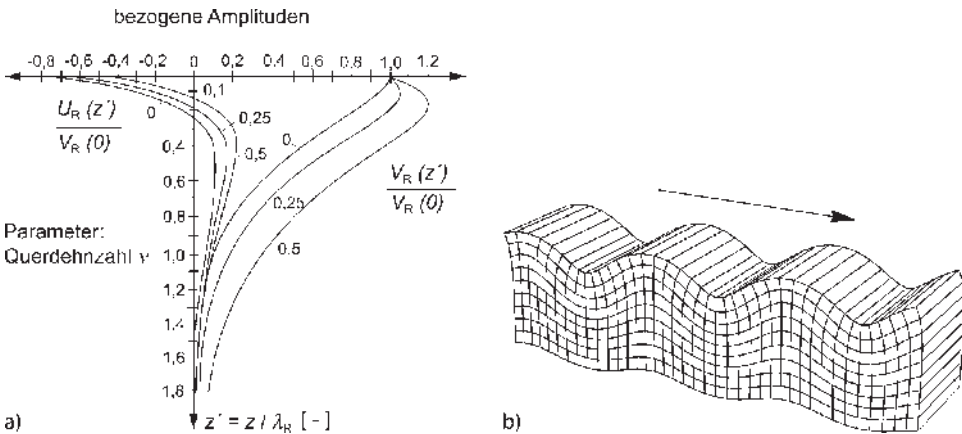 bezogene Amplituden
-0,8 -0,6 -0,4 -0,2 0 0,2 0.4 0.6 0.8 1,0 1.2
U_R (z´)
V_R (0)
0
0,1
0,25
0,5
0,4
0,6
0,8
1.0
1,2
1.4
1,6
1,8
0.
0,25
0.5
V_R (z´)
V_R (0)
Parameter:
Querdehnzahl ν
z´ = z / λ_R [ - ]
a)
b)